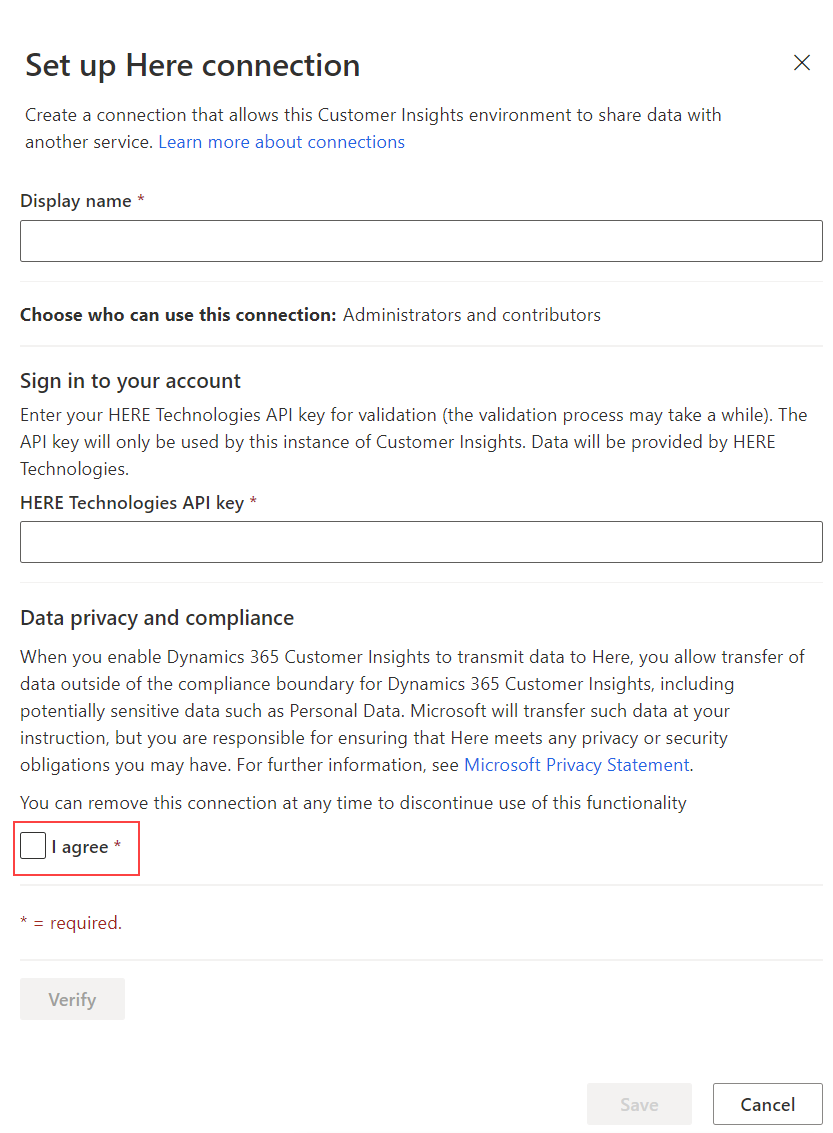 Set up Here connection
Create a connection that allows this Customer Insights environment to share data with
another service. Learn more about connections
Display name *
Choose who can use this connection: Administrators and contributors
Sign in to your account
Enter your HERE Technologies API key for validation (the validation process may take a while). The
API key will only be used by this instance of Customer Insights. Data will be provided by HERE
Technologies.
HERE Technologies API key *
Data privacy and compliance
When you enable Dynamics 365 Customer Insights to transmit data to Here, you allow transfer of
data outside of the compliance boundary for Dynamics 365 Customer Insights, including
potentially sensitive data such as Personal Data. Microsoft will transfer such data at your
instruction, but you are responsible for ensuring that Here meets any privacy or security
obligations you may have. For further information, see Microsoft Privacy Statement.
You can remove this connection at any time to discontinue use of this functionality
I agree *
* = required.
Verify
Save
Cancel